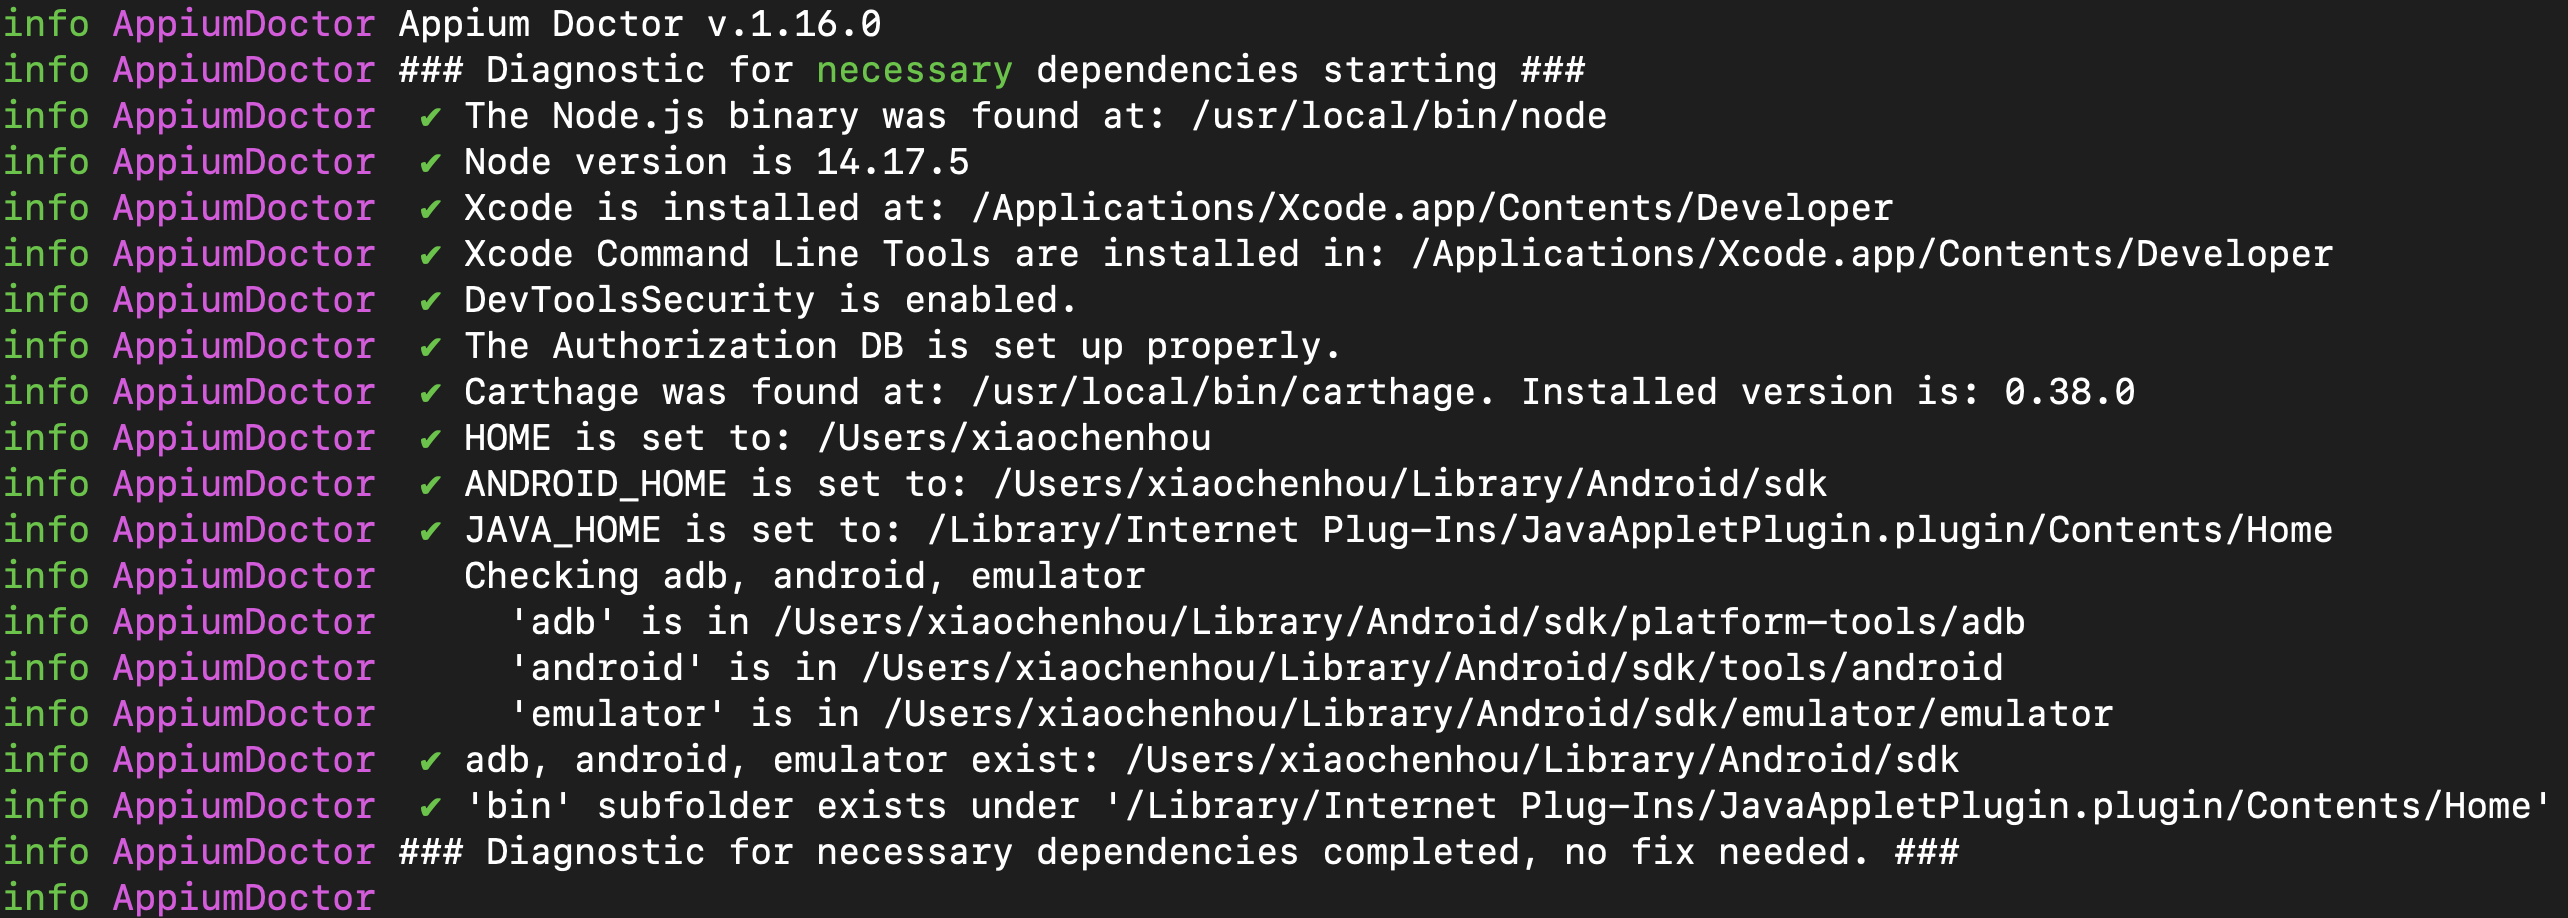 info AppiumDoctor Appium Doctor v.1.16.0
info AppiumDoctor ### Diagnostic for necessary dependencies starting ###
info AppiumDoctor  ✔ The Node.js binary was found at: /usr/local/bin/node
info AppiumDoctor  ✔ Node version is 14.17.5
info AppiumDoctor  ✔ Xcode is installed at: /Applications/Xcode.app/Contents/Developer
info AppiumDoctor  ✔ Xcode Command Line Tools are installed in: /Applications/Xcode.app/Contents/Developer
info AppiumDoctor  ✔ DevToolsSecurity is enabled.
info AppiumDoctor  ✔ The Authorization DB is set up properly.
info AppiumDoctor  ✔ Carthage was found at: /usr/local/bin/carthage. Installed version is: 0.38.0
info AppiumDoctor  ✔ HOME is set to: /Users/xiaochenhou
info AppiumDoctor  ✔ ANDROID_HOME is set to: /Users/xiaochenhou/Library/Android/sdk
info AppiumDoctor  ✔ JAVA_HOME is set to: /Library/Internet Plug-Ins/JavaAppletPlugin.plugin/Contents/Home
info AppiumDoctor    Checking adb, android, emulator
info AppiumDoctor      'adb' is in /Users/xiaochenhou/Library/Android/sdk/platform-tools/adb
info AppiumDoctor      'android' is in /Users/xiaochenhou/Library/Android/sdk/tools/android
info AppiumDoctor      'emulator' is in /Users/xiaochenhou/Library/Android/sdk/emulator/emulator
info AppiumDoctor  ✔ adb, android, emulator exist: /Users/xiaochenhou/Library/Android/sdk
info AppiumDoctor  ✔ 'bin' subfolder exists under '/Library/Internet Plug-Ins/JavaAppletPlugin.plugin/Contents/Home'
info AppiumDoctor ### Diagnostic for necessary dependencies completed, no fix needed. ###
info AppiumDoctor